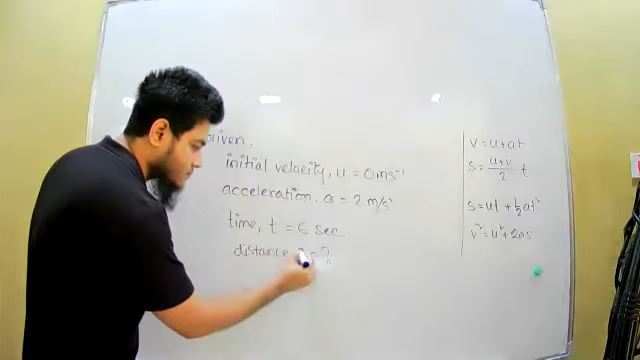 Given,
initial velocity, u = 0 ms⁻¹
acceleration, a = 2 m/s²
time, t = 6 sec
distance = ?
v = u + at
s = (u+v)/2 t
s = ut + ½at²
v² = u² + 2as